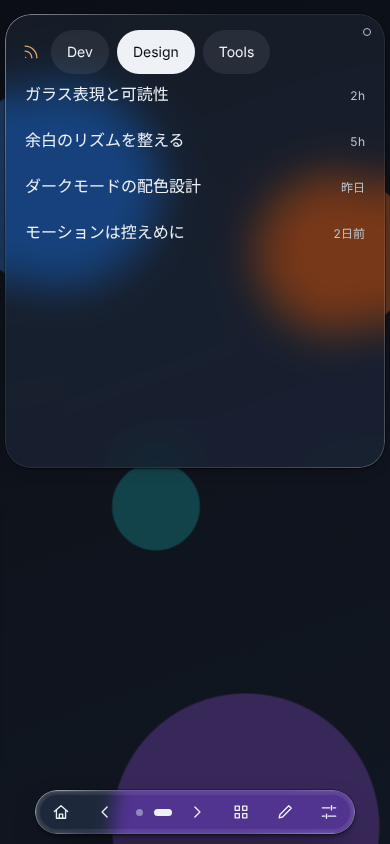 Dev Design Tools
ガラス表現と可読性 2h
余白のリズムを整える 5h
ダークモードの配色設計 昨日
モーションは控えめに 2日前